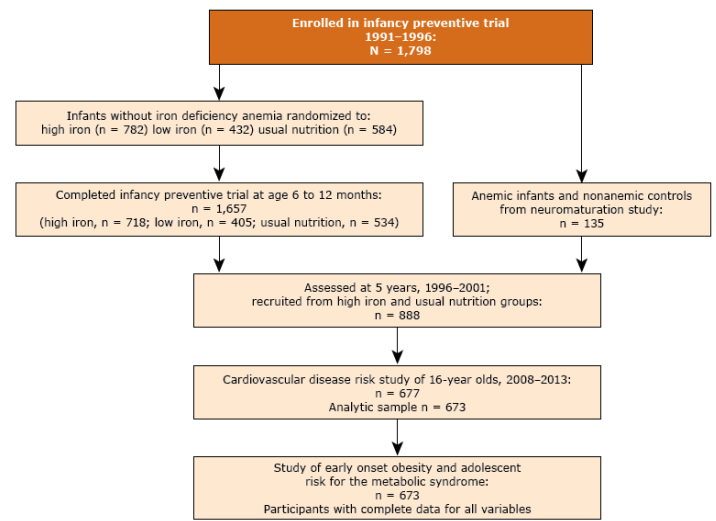 Enrolled in infancy preventive trial
1991–1996:
N = 1,798
Infants without iron deficiency anemia randomized to:
high iron (n = 782) low iron (n = 432) usual nutrition (n = 584)
Completed infancy preventive trial at age 6 to 12 months:
n = 1,657
(high iron, n = 718; low iron, n = 405; usual nutrition, n = 534)
Anemic infants and nonanemic controls
from neuromaturation study:
n = 135
Assessed at 5 years, 1996–2001;
recruited from high iron and usual nutrition groups:
n = 888
Cardiovascular disease risk study of 16-year olds, 2008–2013:
n = 677
Analytic sample n = 673
Study of early onset obesity and adolescent
risk for the metabolic syndrome:
n = 673
Participants with complete data for all variables